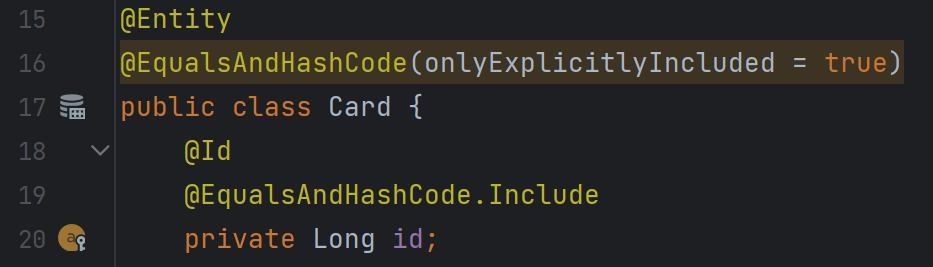 15 @Entity
16 @EqualsAndHashCode(onlyExplicitlyIncluded = true)
17 public class Card {
18 @Id
19 @EqualsAndHashCode.Include
20 private Long id;